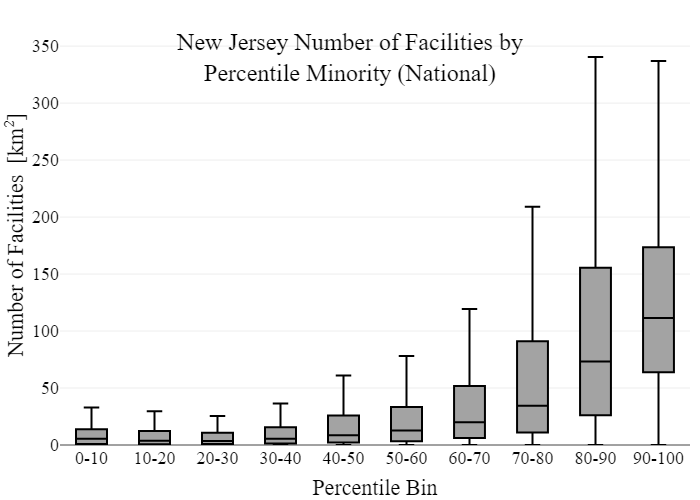 New Jersey Number of Facilities by
Percentile Minority (National)
Number of Facilities [km²]
350
300
250
200
150
100
50
0
0-10 10-20 20-30 30-40 40-50 50-60 60-70 70-80 80-90 90-100
Percentile Bin